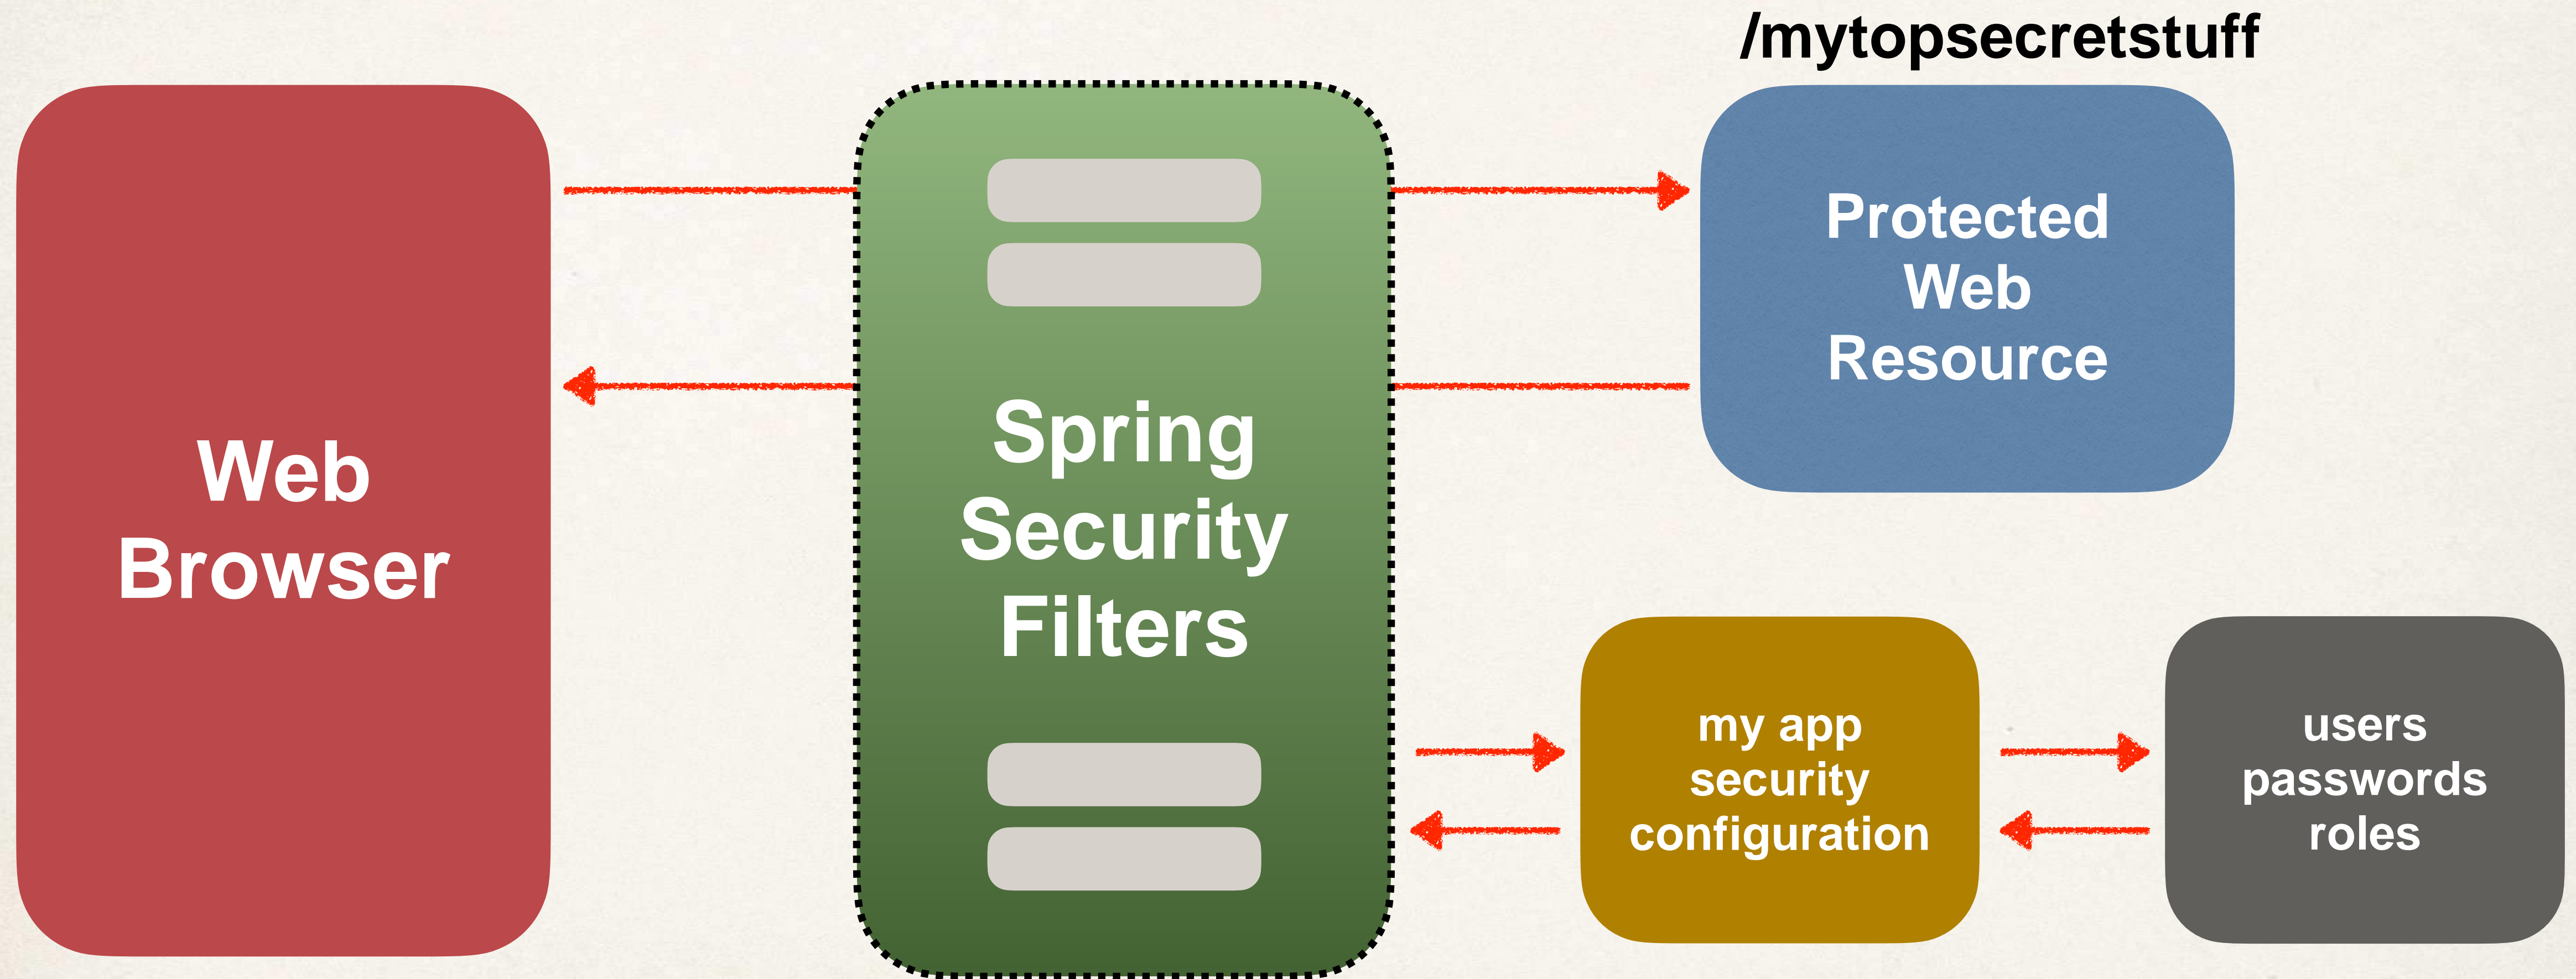 /mytopsecretstuff
Web
Browser
Spring
Security
Filters
Protected
Web
Resource
my app
security
configuration
users
passwords
roles